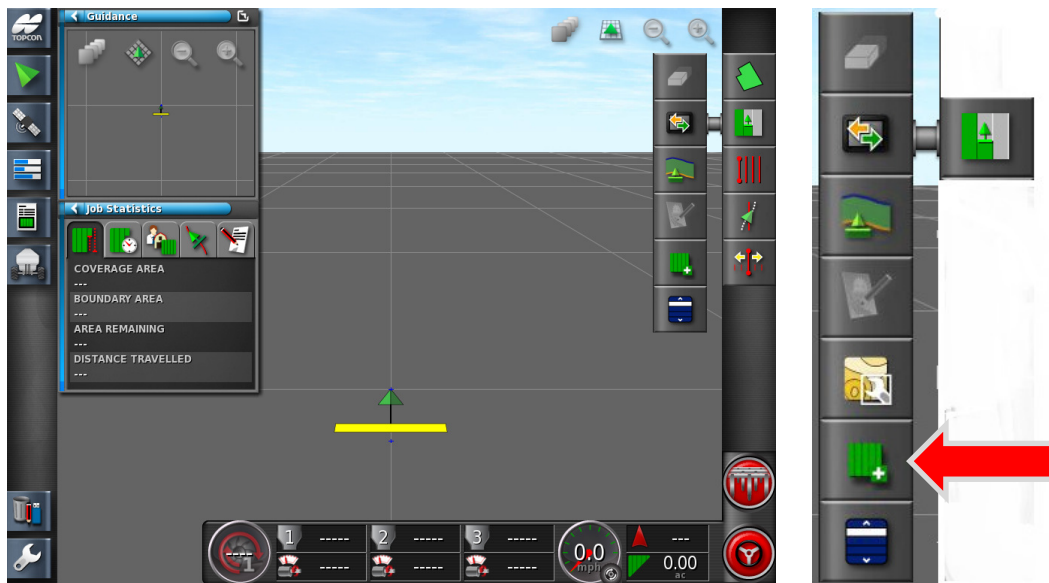 TOPCON
Guidance
Job Statistics
COVERAGE AREA
---
BOUNDARY AREA
---
AREA REMAINING
---
DISTANCE TRAVELLED
---
----
1
1 -----
2 -----
3 -----
-----
-----
-----
0.0
mph
---
0.00
ac